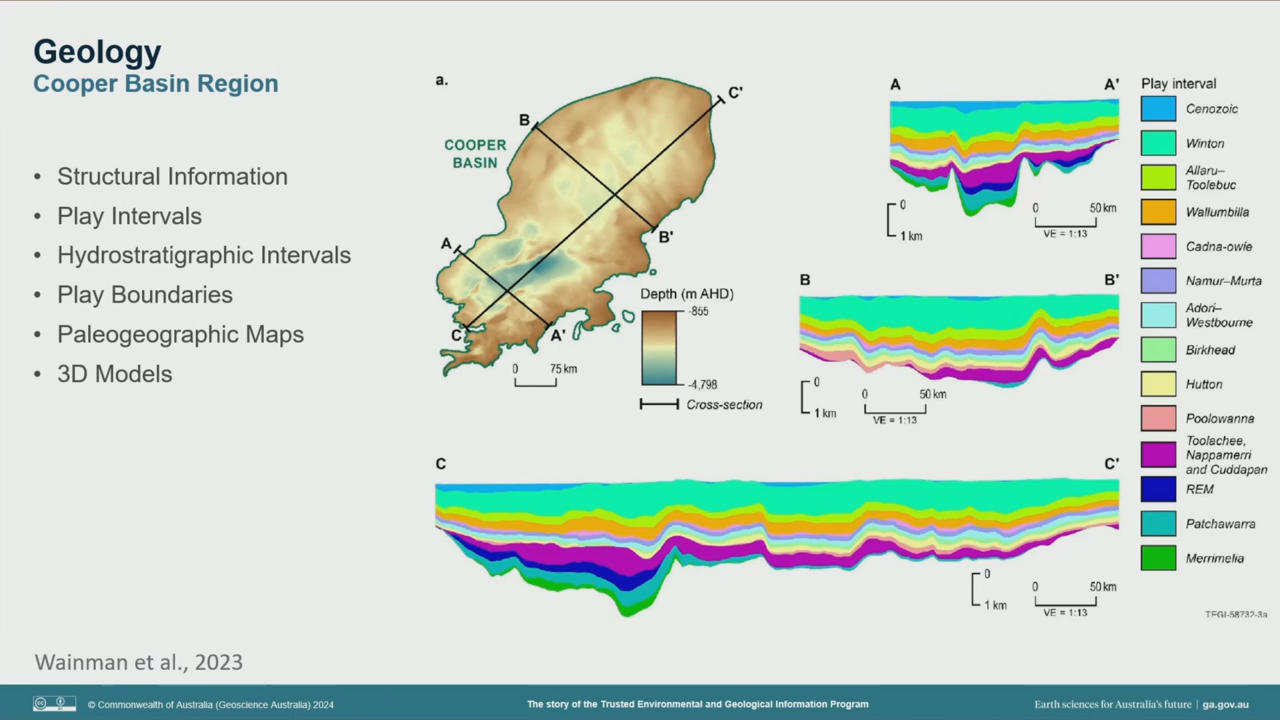 Geology
Cooper Basin Region
• Structural Information
• Play Intervals
• Hydrostratigraphic Intervals
• Play Boundaries
• Paleogeographic Maps
• 3D Models
Wainman et al., 2023
a.
COOPER
BASIN
A
A'
B
B'
C
C'
Depth (m AHD)
-855
-4,798
0 75 km
Cross-section
A A'
0
1 km
0 50 km
VE = 1:13
B B'
0
1 km
0 50 km
VE = 1:13
C C'
0
1 km
0 50 km
VE = 1:13
Play interval
Cenozoic
Winton
Allaru–
Toolebuc
Wallumbilla
Cadna-owie
Namur–Murta
Adori–
Westbourne
Birkhead
Hutton
Poolowanna
Toolachee,
Nappamerri
and Cuddapan
REM
Patchawarra
Merrimelia
© Commonwealth of Australia (Geoscience Australia) 2024
The story of the Trusted Environmental and Geological Information Program
Earth sciences for Australia's future | ga.gov.au